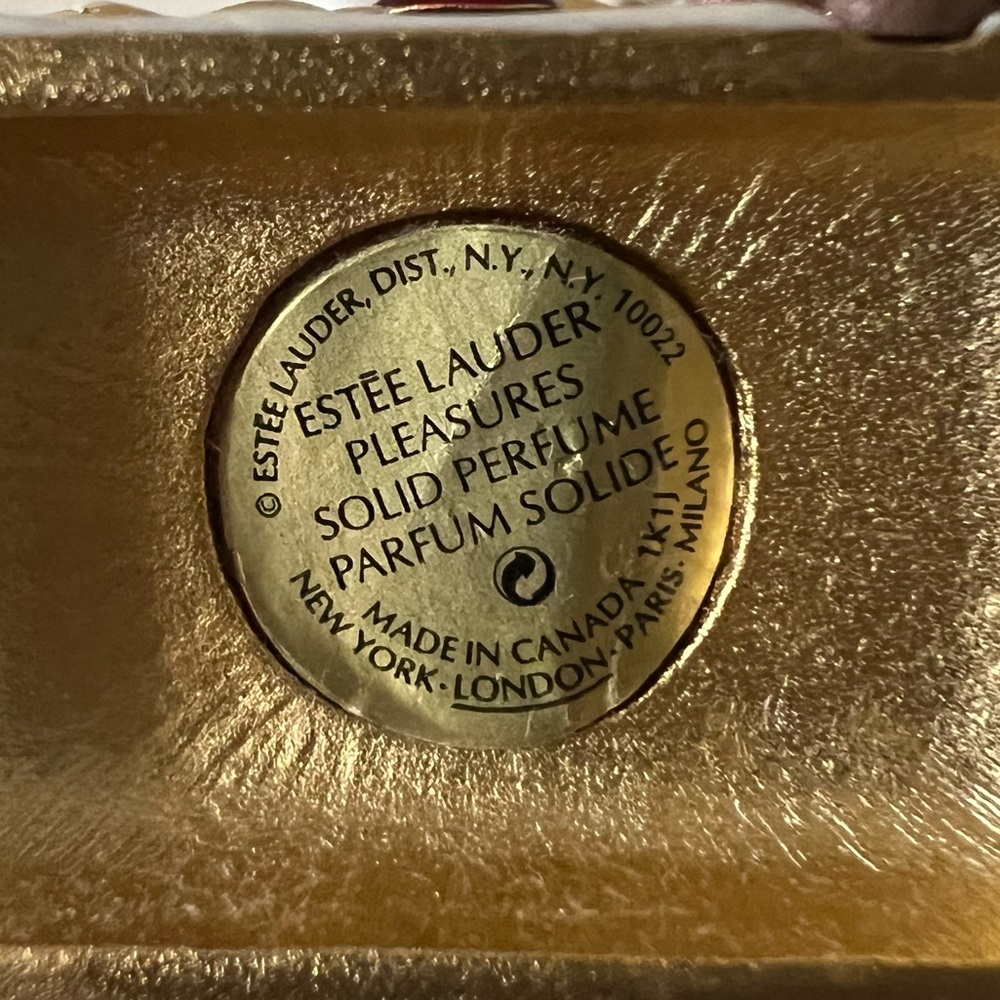 © ESTĒE LAUDER, DIST., N.Y., N.Y. 10022
ESTĒE LAUDER
PLEASURES
SOLID PERFUME
PARFUM SOLIDE
MADE IN CANADA 1K1J
NEW YORK · LONDON · PARIS · MILANO